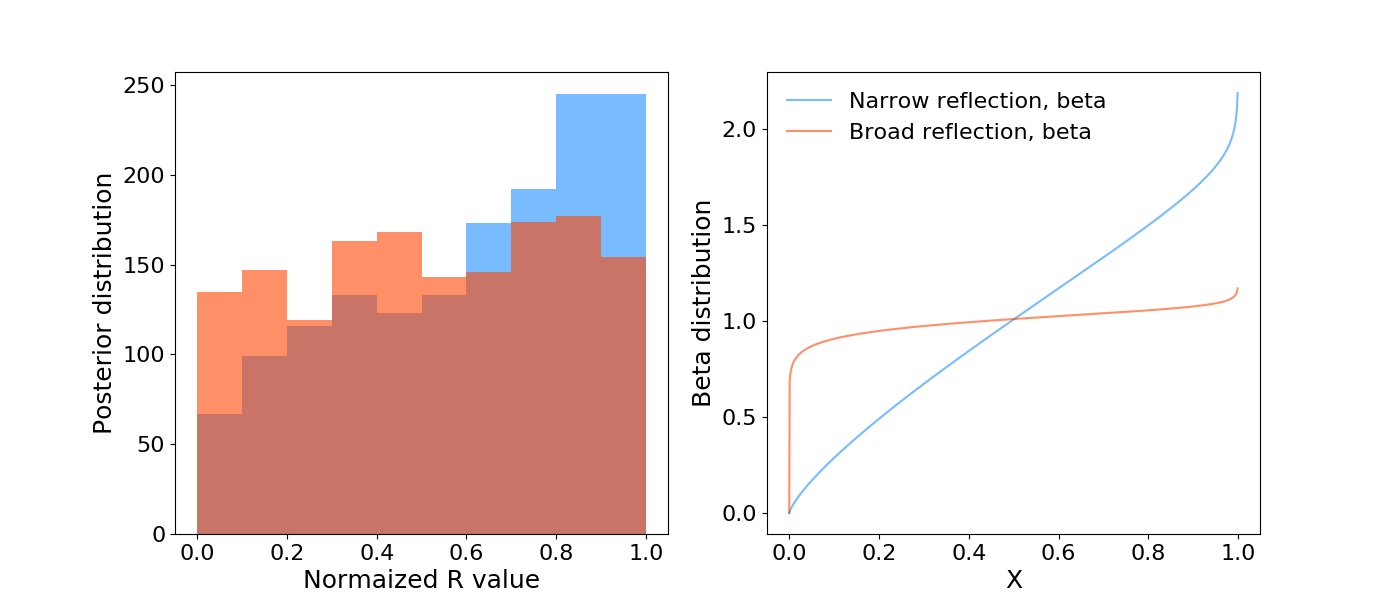 250
200
150
100
50
0
0.0 0.2 0.4 0.6 0.8 1.0
Posterior distribution
Normaized R value
Narrow reflection, beta
Broad reflection, beta
2.0
1.5
1.0
0.5
0.0
0.0 0.2 0.4 0.6 0.8 1.0
Beta distribution
X